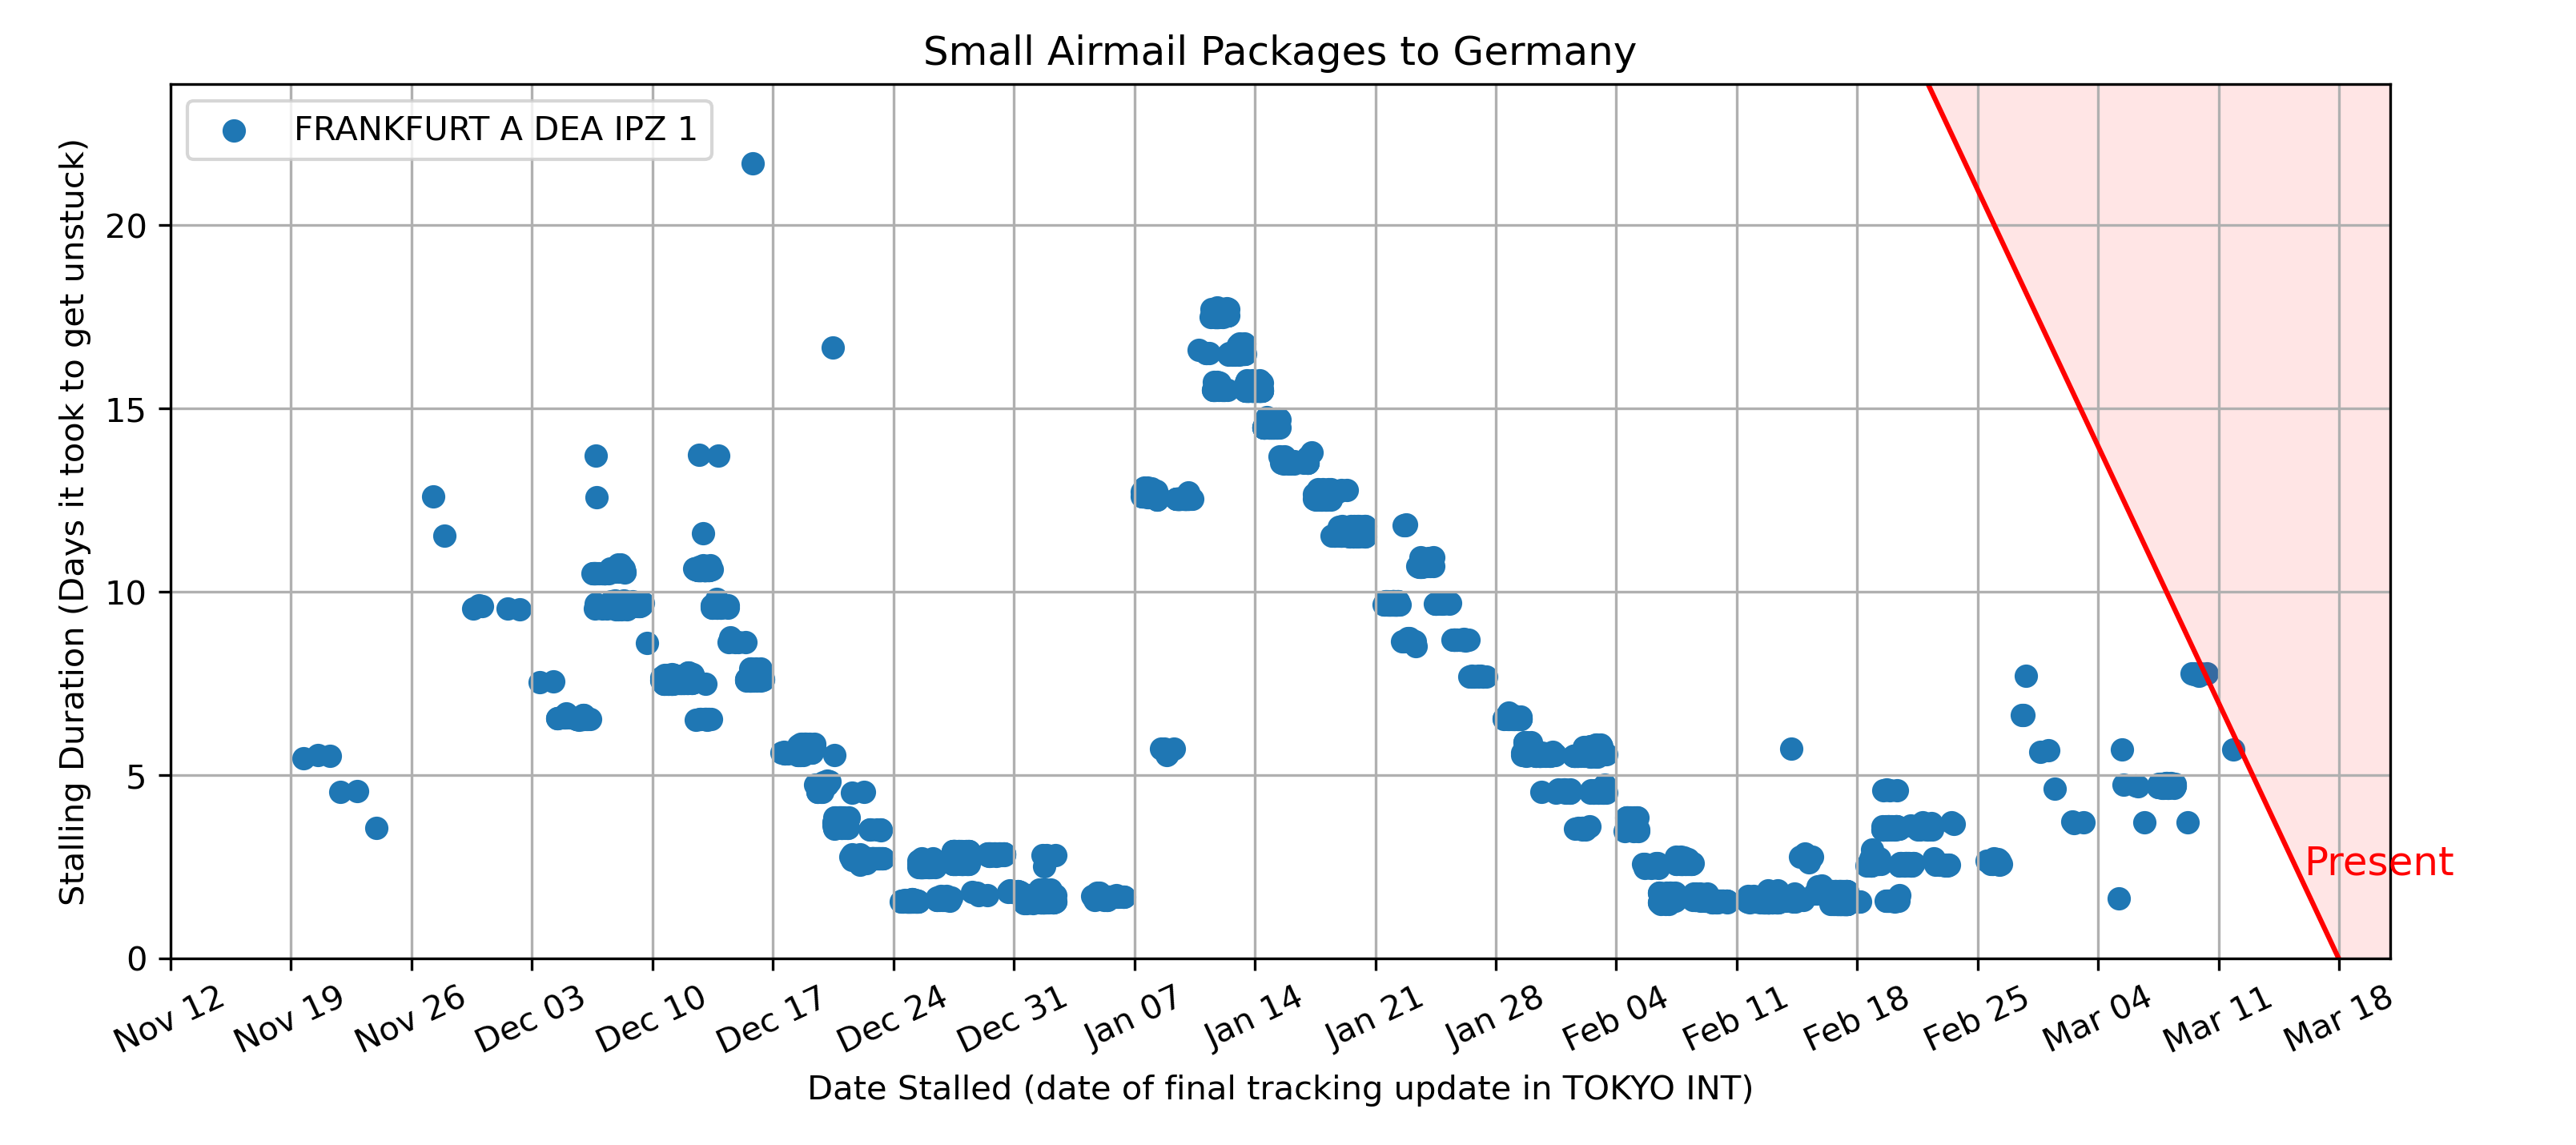 Small Airmail Packages to Germany
FRANKFURT A DEA IPZ 1
Stalling Duration (Days it took to get unstuck)
20
15
10
5
0
Present
Nov 12
Nov 19
Nov 26
Dec 03
Dec 10
Dec 17
Dec 24
Dec 31
Jan 07
Jan 14
Jan 21
Jan 28
Feb 04
Feb 11
Feb 18
Feb 25
Mar 04
Mar 11
Mar 18
Date Stalled (date of final tracking update in TOKYO INT)